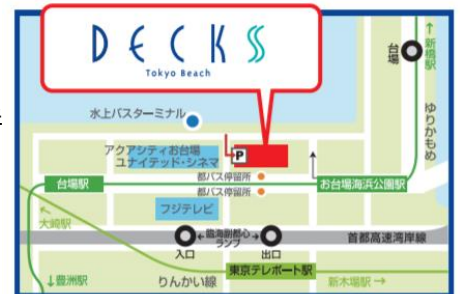 DECKS
Tokyo Beach
台場
↑新橋駅
ゆりかもめ
水上バスターミナル
アクアシティお台場
ユナイテッド・シネマ
P
都バス停留所
都バス停留所
台場駅
お台場海浜公園駅
フジテレビ
大崎駅
臨海副都心
ランプ
入口
出口
首都高速湾岸線
東京テレポート駅
↓豊洲駅
りんかい線
新木場駅→